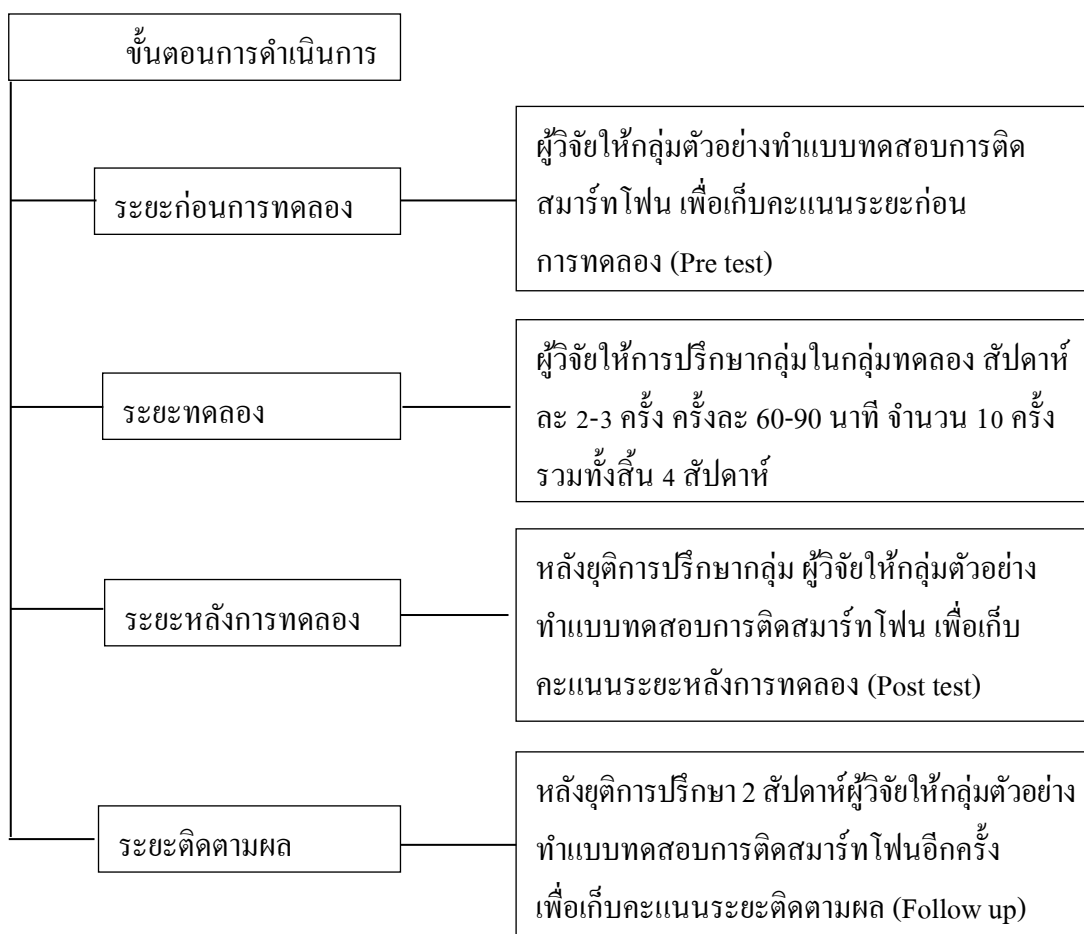 ขั้นตอนการดำเนินการ
ระยะก่อนการทดลอง
ผู้วิจัยให้กลุ่มตัวอย่างทำแบบทดสอบการติด
สมาร์ทโฟน เพื่อเก็บคะแนนระยะก่อน
การทดลอง (Pre test)
ระยะทดลอง
ผู้วิจัยให้การปรึกษากลุ่มในกลุ่มทดลอง สัปดาห์
ละ 2-3 ครั้ง ครั้งละ 60-90 นาที จำนวน 10 ครั้ง
รวมทั้งสิ้น 4 สัปดาห์
ระยะหลังการทดลอง
หลังยุติการปรึกษากลุ่ม ผู้วิจัยให้กลุ่มตัวอย่าง
ทำแบบทดสอบการติดสมาร์ทโฟน เพื่อเก็บ
คะแนนระยะหลังการทดลอง (Post test)
ระยะติดตามผล
หลังยุติการปรึกษา 2 สัปดาห์ผู้วิจัยให้กลุ่มตัวอย่าง
ทำแบบทดสอบการติดสมาร์ทโฟนอีกครั้ง
เพื่อเก็บคะแนนระยะติดตามผล (Follow up)